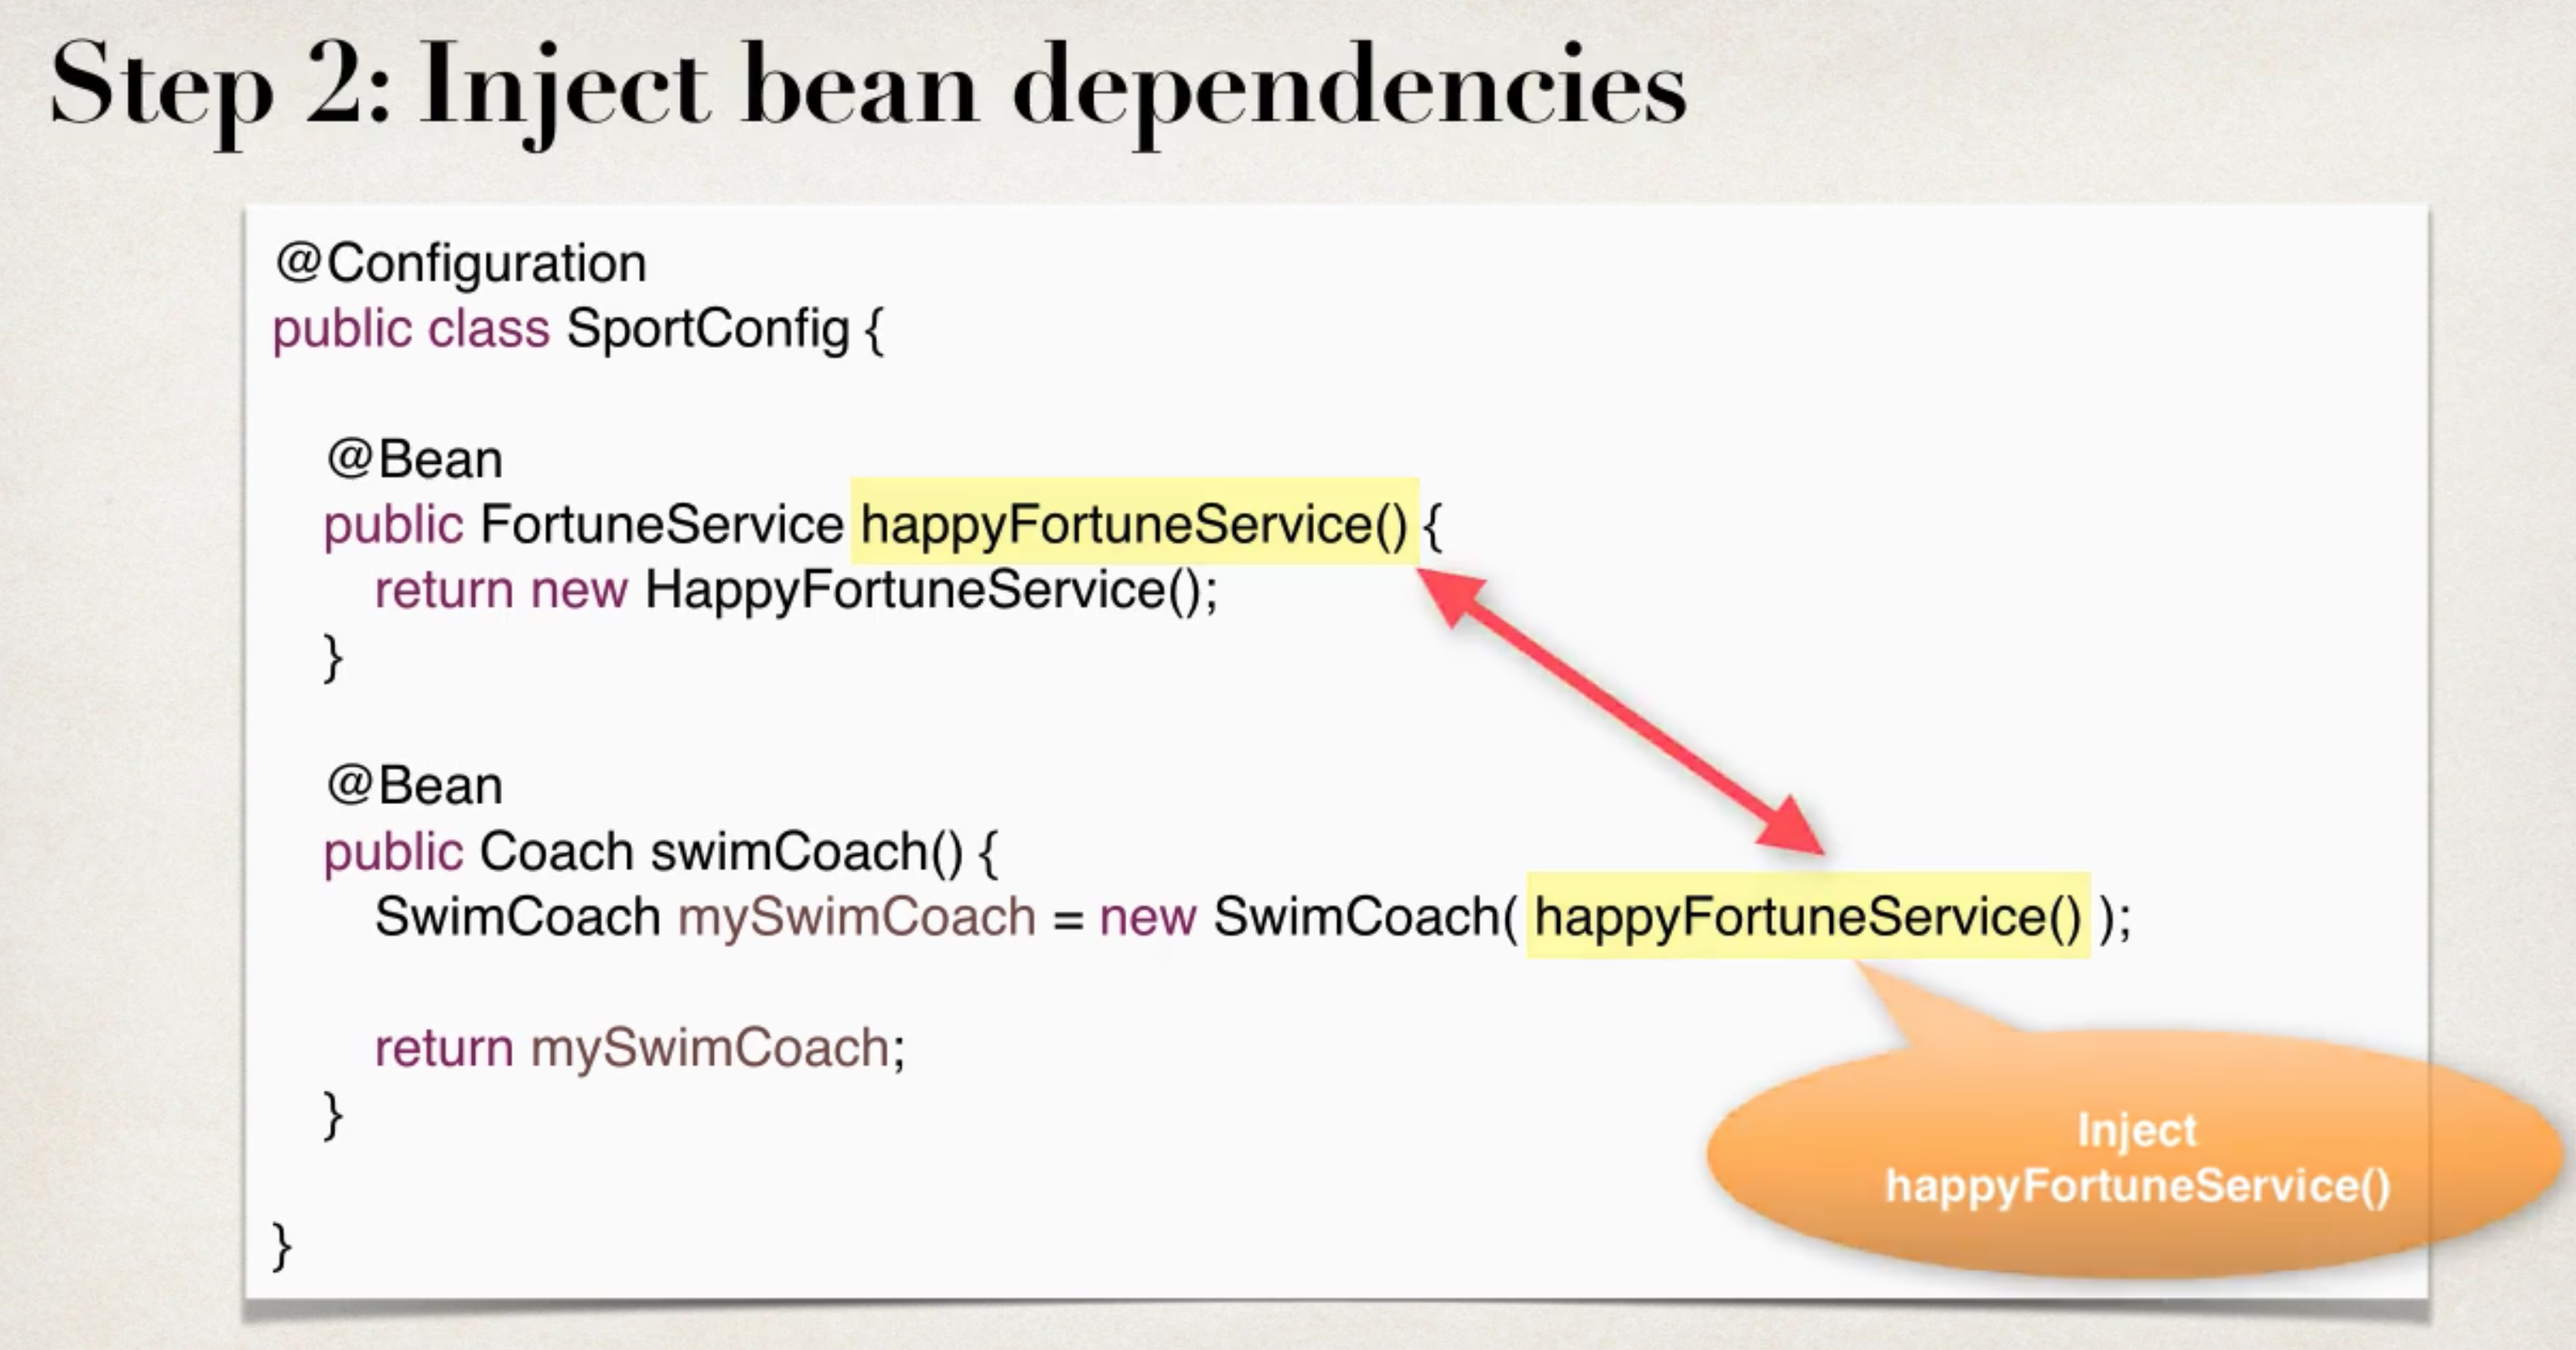 Step 2: Inject bean dependencies
@Configuration
public class SportConfig {
@Bean
public FortuneService happyFortuneService() {
return new HappyFortuneService();
}
@Bean
public Coach swimCoach() {
SwimCoach mySwimCoach = new SwimCoach( happyFortuneService() );
return mySwimCoach;
}
}
Inject
happyFortuneService()